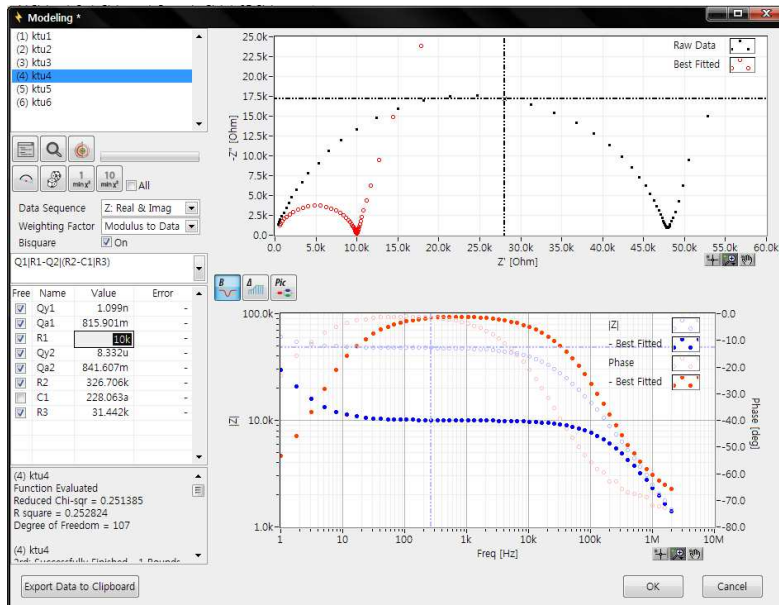 Modeling *
(1) ktu1
(2) ktu2
(3) ktu3
(4) ktu4
(5) ktu5
(6) ktu6
1
min χ²
10
min χ²
All
Data Sequence Z: Real & Imag
Weighting Factor Modulus to Data
Bisquare On
Q1|R1-Q2|(R2-C1|R3)
Free Name Value Error
Qy1 1.099n -
Qa1 815.901m -
R1 10k -
Qy2 8.332u -
Qa2 841.607m -
R2 326.706k -
C1 228.063a -
R3 31.442k -
(4) ktu4
Function Evaluated
Reduced Chi-sqr = 0.251385
R square = 0.252824
Degree of Freedom = 107
(4) ktu4
25.0k
22.5k
20.0k
17.5k
15.0k
12.5k
10.0k
7.5k
5.0k
2.5k
0.0
-Z" [Ohm]
Raw Data
Best Fitted
0.0 5.0k 10.0k 15.0k 20.0k 25.0k 30.0k 35.0k 40.0k 45.0k 50.0k 55.0k 60.0k
Z' [Ohm]
B
Δ
Pic
100.0k
10.0k
1.0k
|Z|
|Z|
- Best Fitted
Phase
- Best Fitted
-0.0
-10.0
-20.0
-30.0
-40.0
-50.0
-60.0
-70.0
-80.0
Phase [deg]
1 10 100 1k 10k 100k 1M 10M
Freq [Hz]
Export Data to Clipboard
OK
Cancel